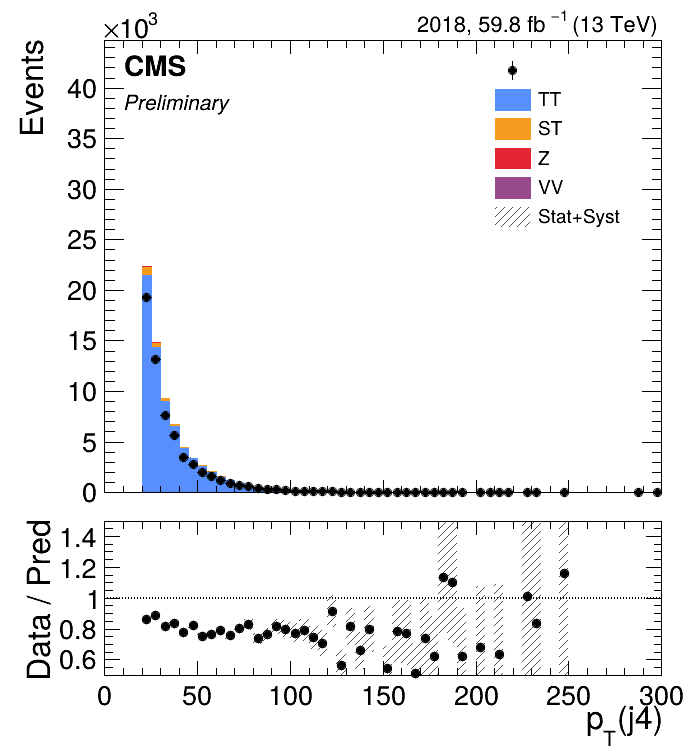 ×10³
2018, 59.8 fb⁻¹ (13 TeV)
CMS
Preliminary
Events
TT
ST
Z
VV
Stat+Syst
40
35
30
25
20
15
10
5
0
Data / Pred
1.4
1.2
1
0.8
0.6
0 50 100 150 200 250 300
p_T(j4)